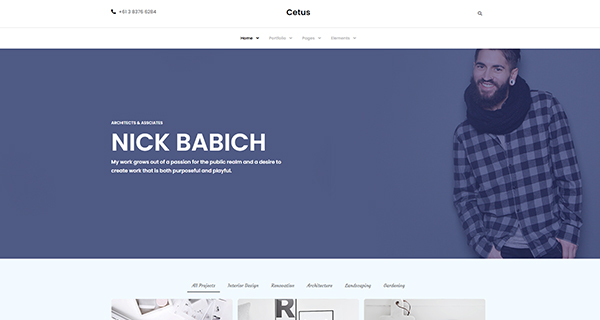 +61 3 8376 6284
Cetus
Home Portfolio Pages Elements
ARCHITECTS & ASSCIATES
NICK BABICH
My work grows out of a passion for the public realm and a desire to
create work that is both purposeful and playful.
All Projects Interior Design Renovation Architecture Landscaping Gardening
R